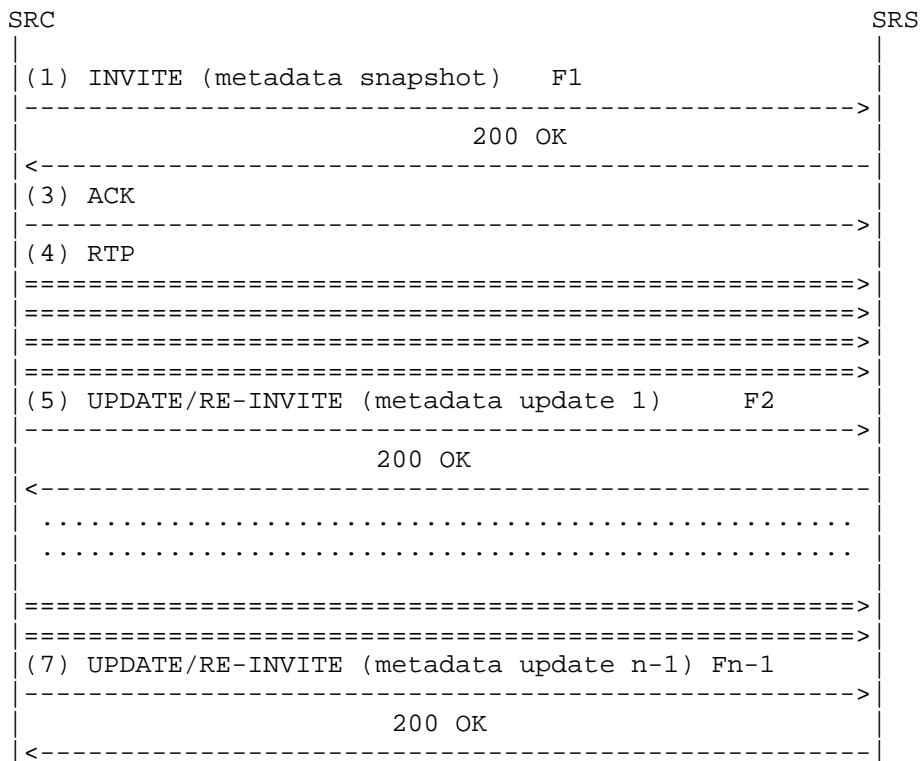 SRC SRS
(1) INVITE (metadata snapshot) F1
200 OK
(3) ACK
(4) RTP
(5) UPDATE/RE-INVITE (metadata update 1) F2
200 OK
....................................................
....................................................
(7) UPDATE/RE-INVITE (metadata update n-1) Fn-1
200 OK